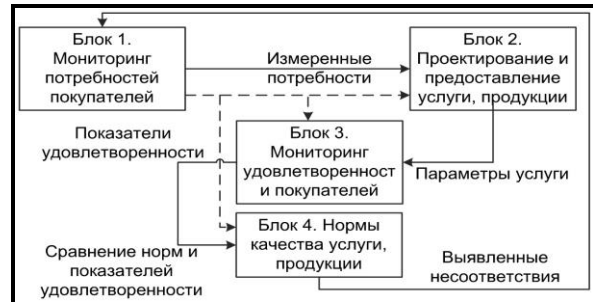 Блок 1.
Мониторинг
потребностей
покупателей
Измеренные
потребности
Блок 2.
Проектирование и
предоставление
услуги, продукции
Показатели
удовлетворенности
Блок 3.
Мониторинг
удовлетворенност
и покупателей
Параметры услуги
Блок 4. Нормы
качества услуги,
продукции
Сравнение норм и
показателей
удовлетворенности
Выявленные
несоответствия